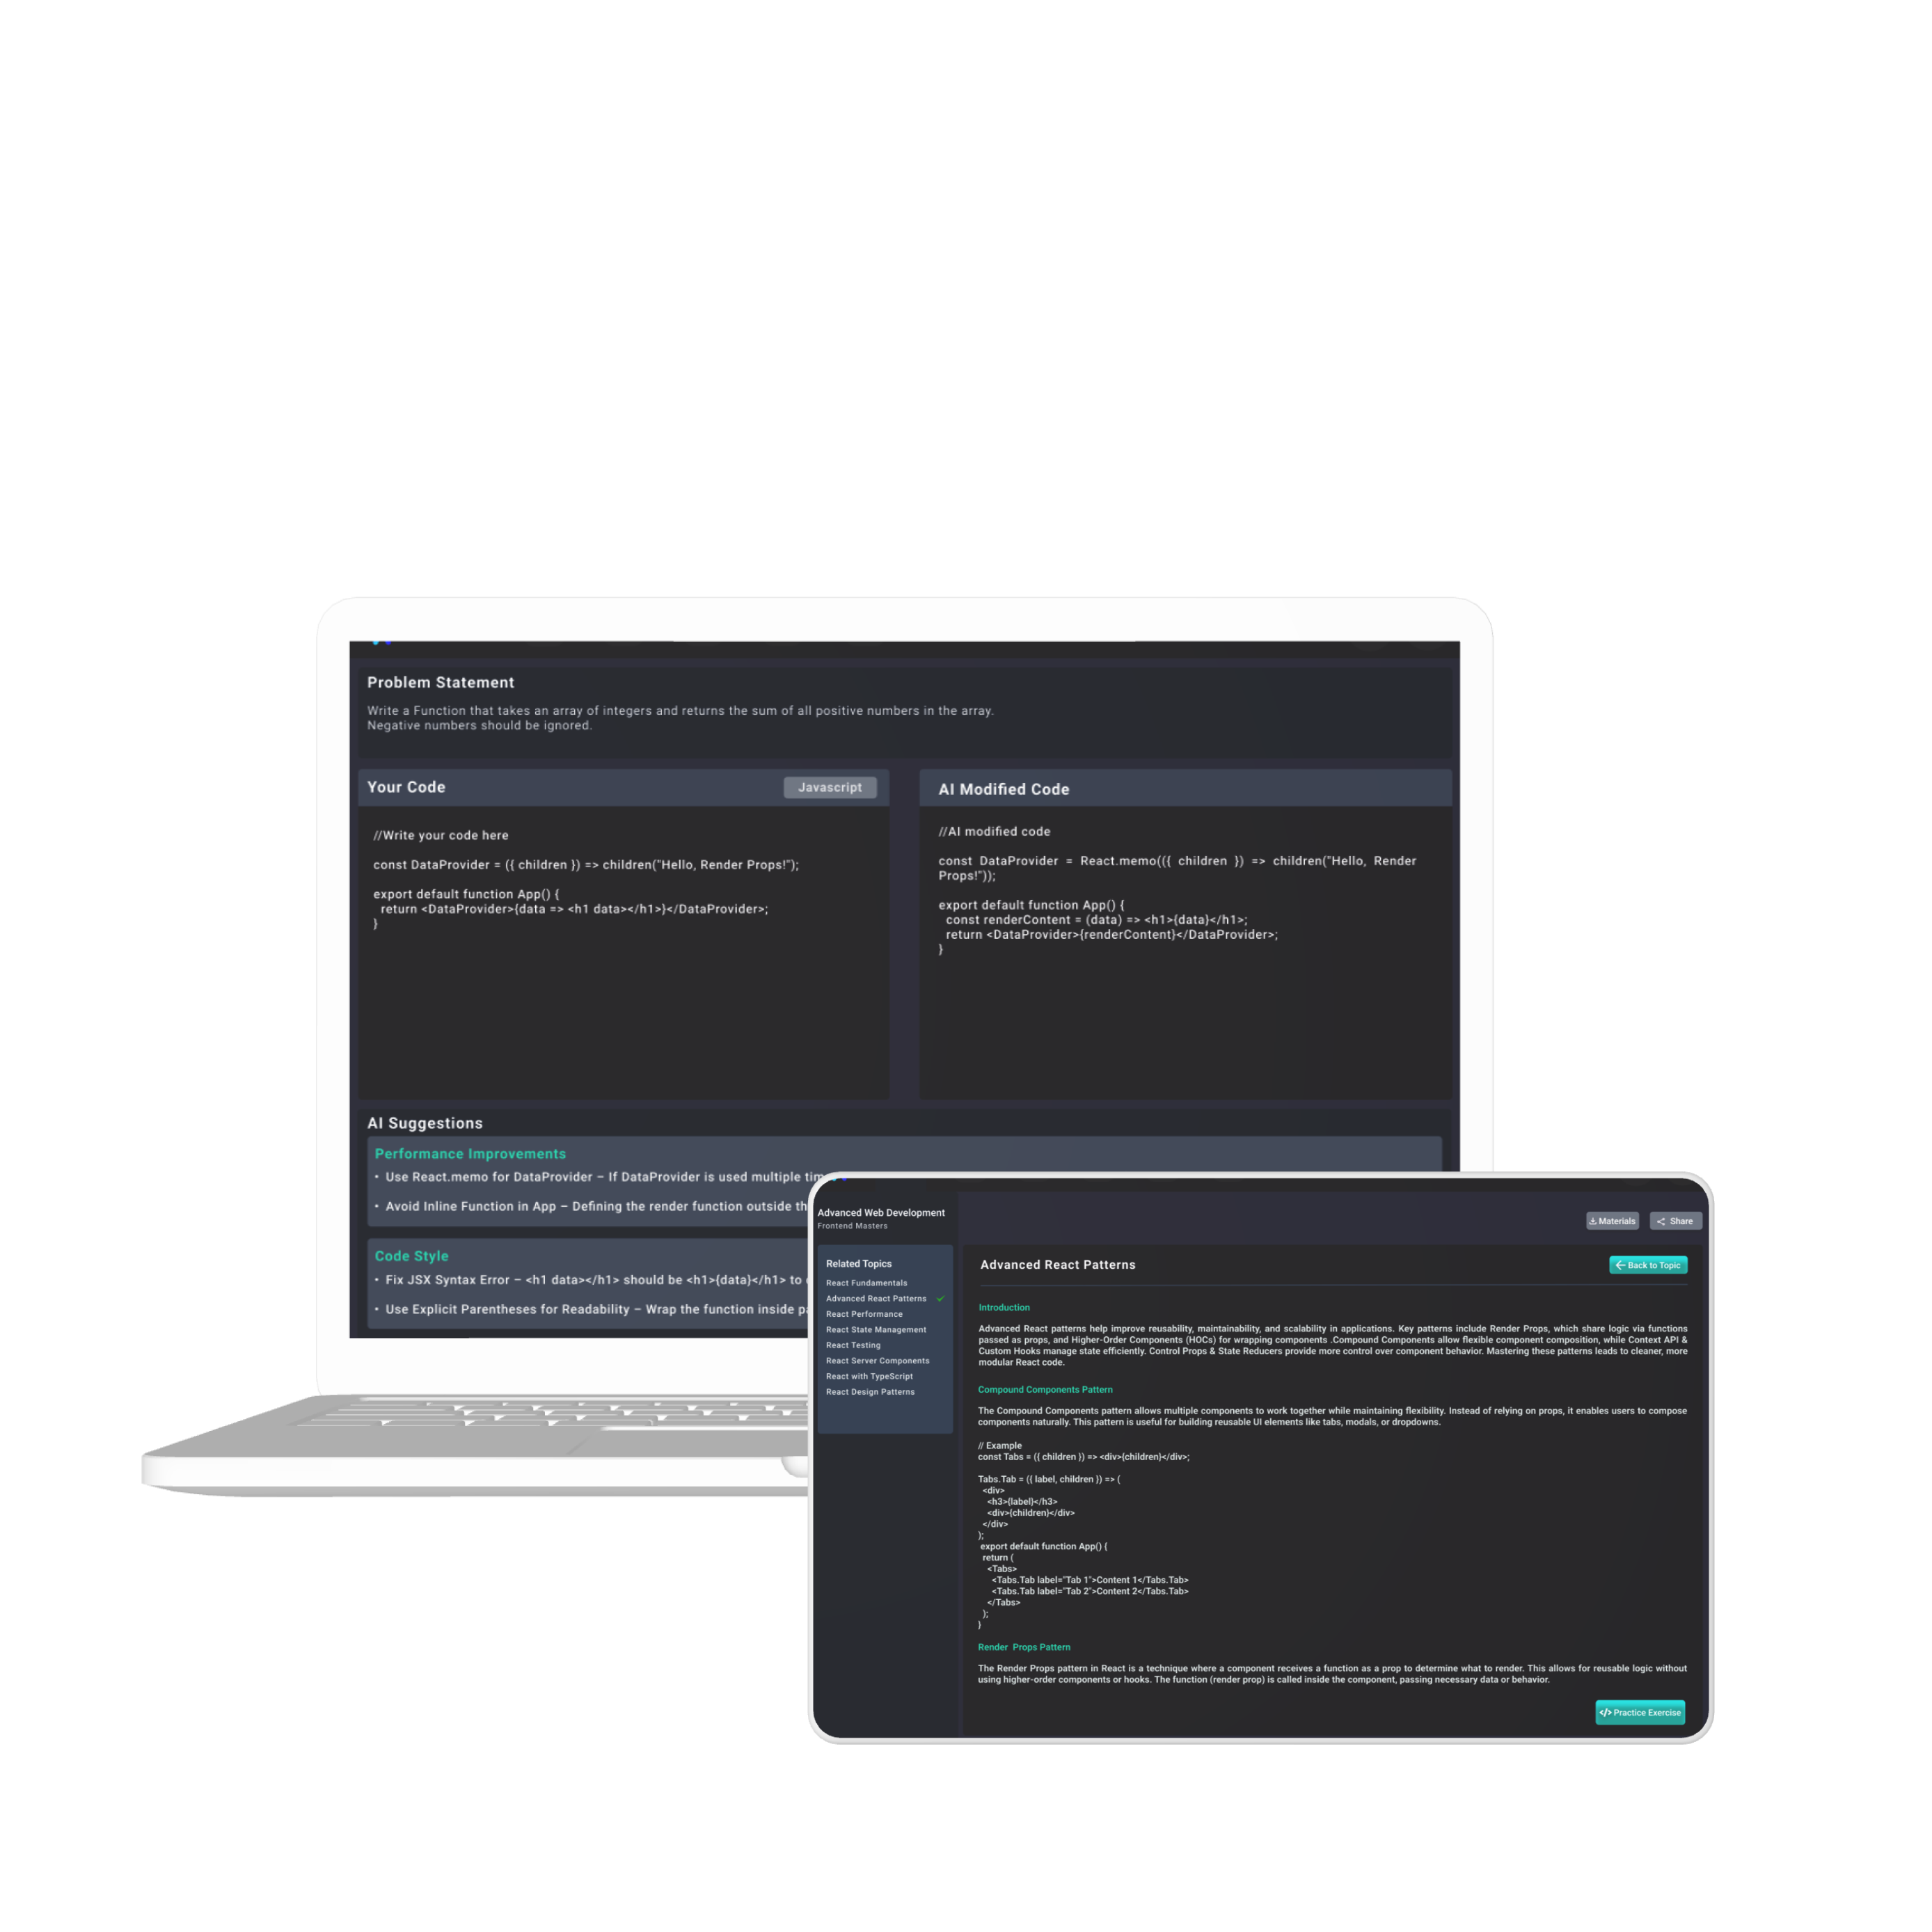 Problem Statement
Write a Function that takes an array of integers and returns the sum of all positive numbers in the array.
Negative numbers should be ignored.
Your Code
Javascript
//Write your code here
const DataProvider = ({ children }) => children("Hello, Render Props!");
export default function App() {
return <DataProvider>{data => <h1 data></h1>}</DataProvider>;
}
AI Modified Code
//AI modified code
const DataProvider = React.memo(({ children }) => children("Hello, Render
Props!"));
export default function App() {
const renderContent = (data) => <h1>{data}</h1>;
return <DataProvider>{renderContent}</DataProvider>;
}
AI Suggestions
Performance Improvements
• Use React.memo for DataProvider – If DataProvider is used multiple
• Avoid Inline Function in App – Defining the render function outside
Code Style
• Fix JSX Syntax Error – <h1 data></h1> should be <h1>{data}</h1> to
• Use Explicit Parentheses for Readability – Wrap the function inside
Advanced Web Development
Frontend Masters
Materials
Share
Related Topics
React Fundamentals
Advanced React Patterns
React Performance
React State Management
React Testing
React Server Components
React with TypeScript
React Design Patterns
Advanced React Patterns
Back to Topic
Introduction
Advanced React patterns help improve reusability, maintainability, and scalability in applications. Key patterns include Render Props, which share logic via functions
passed as props, and Higher-Order Components (HOCs) for wrapping components .Compound Components allow flexible component composition, while Context API &
Custom Hooks manage state efficiently. Control Props & State Reducers provide more control over component behavior. Mastering these patterns leads to cleaner, more
modular React code.
Compound Components Pattern
The Compound Components pattern allows multiple components to work together while maintaining flexibility. Instead of relying on props, it enables users to compose
components naturally. This pattern is useful for building reusable UI elements like tabs, modals, or dropdowns.
// Example
const Tabs = ({ children }) => <div>{children}</div>;
Tabs.Tab = ({ label, children }) => (
<div>
<h3>{label}</h3>
<div>{children}</div>
</div>
);
export default function App() {
return (
<Tabs>
<Tabs.Tab label="Tab 1">Content 1</Tabs.Tab>
<Tabs.Tab label="Tab 2">Content 2</Tabs.Tab>
</Tabs>
);
}
Render Props Pattern
The Render Props pattern in React is a technique where a component receives a function as a prop to determine what to render. This allows for reusable logic without
using higher-order components or hooks. The function (render prop) is called inside the component, passing necessary data or behavior.
</> Practice Exercise